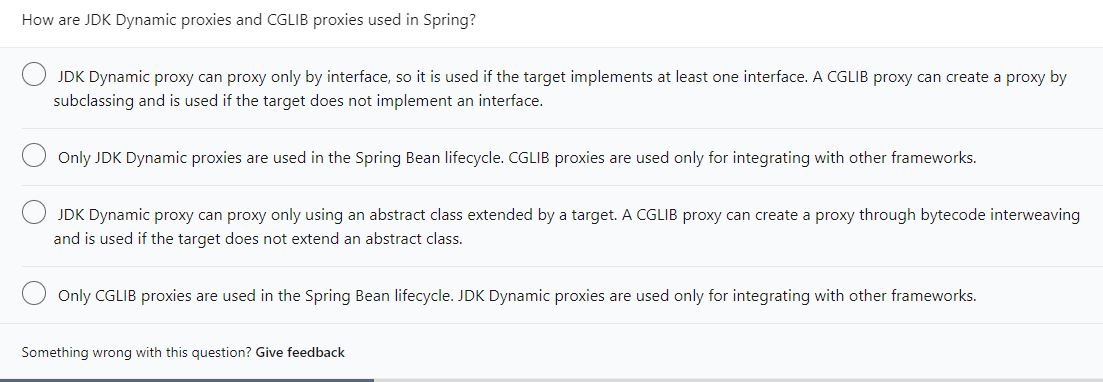 How are JDK Dynamic proxies and CGLIB proxies used in Spring?
JDK Dynamic proxy can proxy only by interface, so it is used if the target implements at least one interface. A CGLIB proxy can create a proxy by
subclassing and is used if the target does not implement an interface.
Only JDK Dynamic proxies are used in the Spring Bean lifecycle. CGLIB proxies are used only for integrating with other frameworks.
JDK Dynamic proxy can proxy only using an abstract class extended by a target. A CGLIB proxy can create a proxy through bytecode interweaving
and is used if the target does not extend an abstract class.
Only CGLIB proxies are used in the Spring Bean lifecycle. JDK Dynamic proxies are used only for integrating with other frameworks.
Something wrong with this question? Give feedback